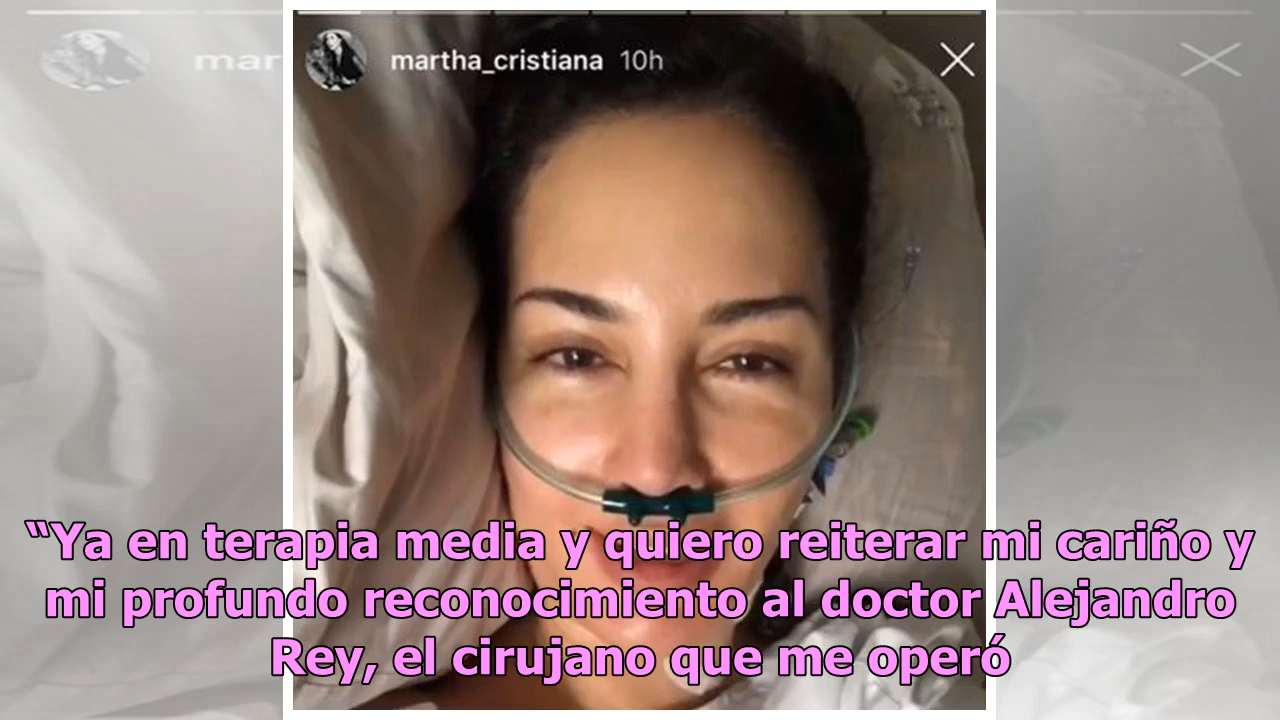 mar
martha_cristiana 10h
“Ya en terapia media y quiero reiterar mi cariño y
mi profundo reconocimiento al doctor Alejandro
Rey, el cirujano que me operó